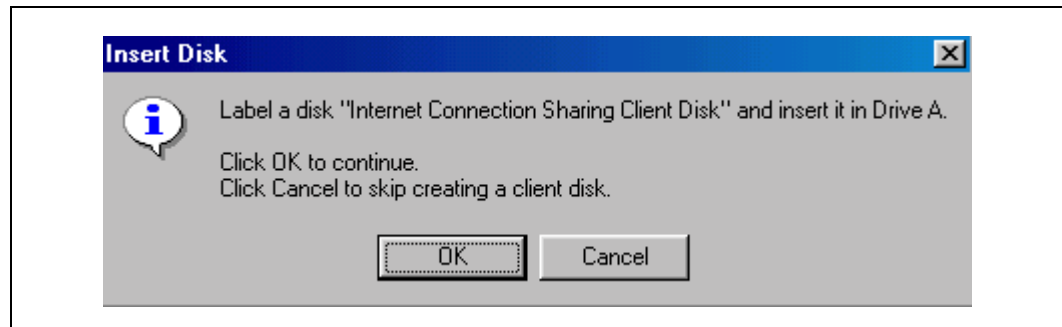 Insert Disk
Label a disk "Internet Connection Sharing Client Disk" and insert it in Drive A.
Click OK to continue.
Click Cancel to skip creating a client disk.
OK
Cancel